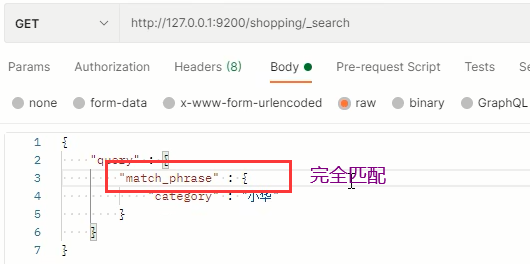 GET http://127.0.0.1:9200/shopping/_search
Params Authorization Headers (8) Body Pre-request Script Tests Se
none form-data x-www-form-urlencoded raw binary GraphQL
1 {
2 "query" : {
3 "match_phrase" : { 完全匹配
4 "category" : "小华"
5 }
6 }
7 }